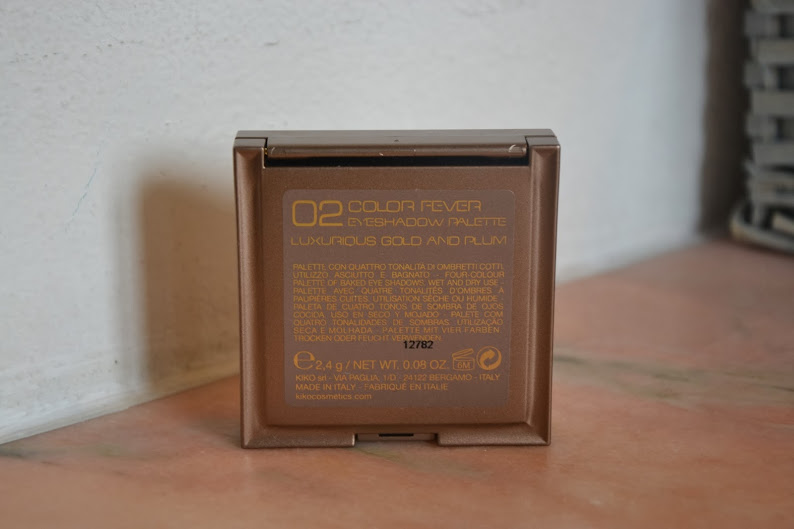 02 COLOR FEVER
EYESHADOW PALETTE
LUXURIOUS GOLD AND PLUM
PALETTE CON QUATTRO TONALITÀ DI OMBRETTI COTTI.
UTILIZZO ASCIUTTO E BAGNATO - FOUR-COLOUR
PALETTE OF BAKED EYE SHADOWS. WET AND DRY USE -
PALETTE AVEC QUATRE TONALITÉS D'OMBRES À
PAUPIÈRES CUITES. UTILISATION SÈCHE OU HUMIDE -
PALETA DE CUATRO TONOS DE SOMBRA DE OJOS
COCIDA. USO EN SECO Y MOJADO - PALETE COM
QUATRO TONALIDADES DE SOMBRAS. UTILIZAÇÃO
SECA E MOLHADA - PALETTE MIT VIER FARBEN.
TROCKEN ODER FEUCHT VERWENDEN
12782
e 2,4 g / NET WT. 0.08 OZ. 6M
KIKO srl - VIA PAGLIA, 1/D - 24122 BERGAMO - ITALY
MADE IN ITALY - FABRIQUÉ EN ITALIE
kikocosmetics.com